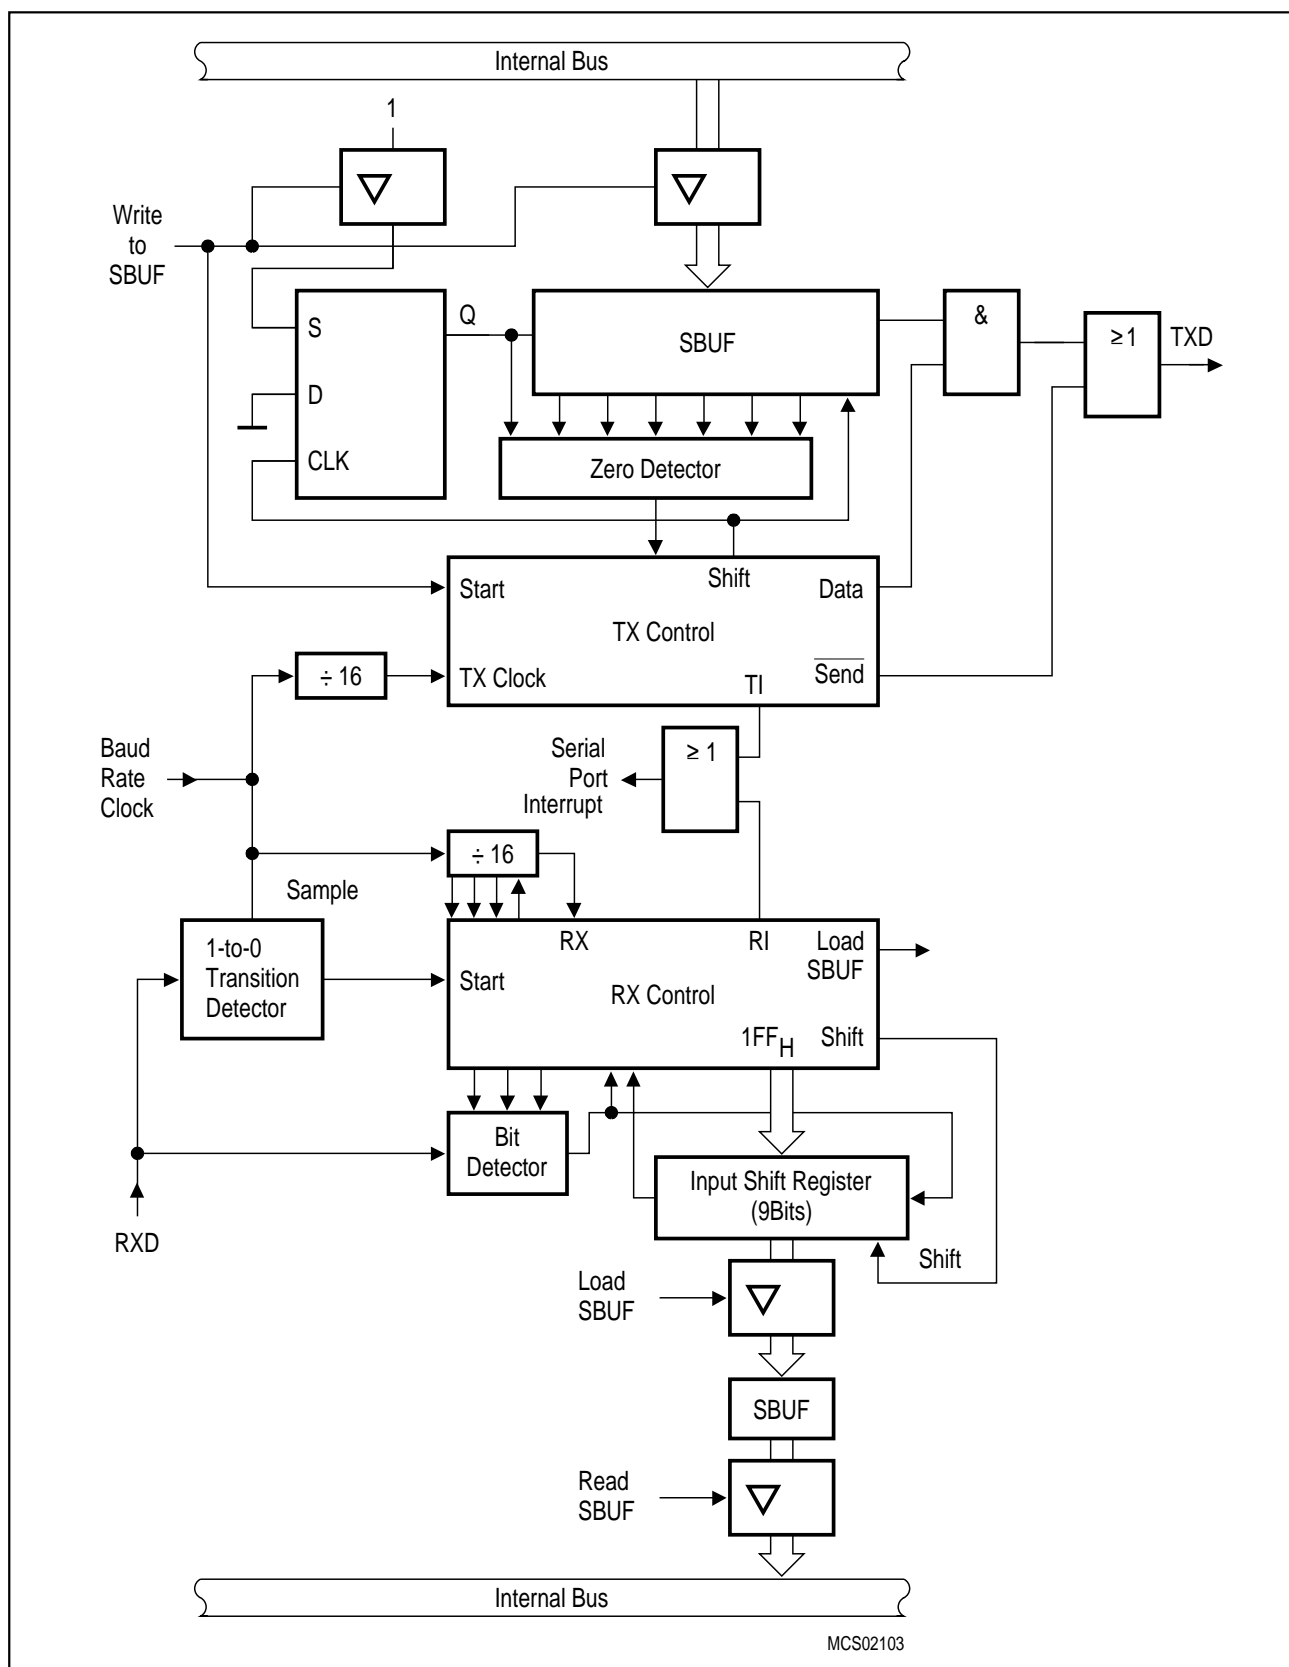 Internal Bus
1
Write
to
SBUF
S
D
CLK
Q
SBUF
&
≥ 1
TXD
Zero Detector
Start
Shift
Data
TX Control
TX Clock
Send
TI
÷ 16
Baud
Rate
Clock
Serial
Port
Interrupt
≥ 1
÷ 16
Sample
1-to-0
Transition
Detector
RX
RI
Load
SBUF
Start
RX Control
1FF H
Shift
Bit
Detector
Input Shift Register
(9Bits)
RXD
Shift
Load
SBUF
SBUF
Read
SBUF
Internal Bus
MCS02103